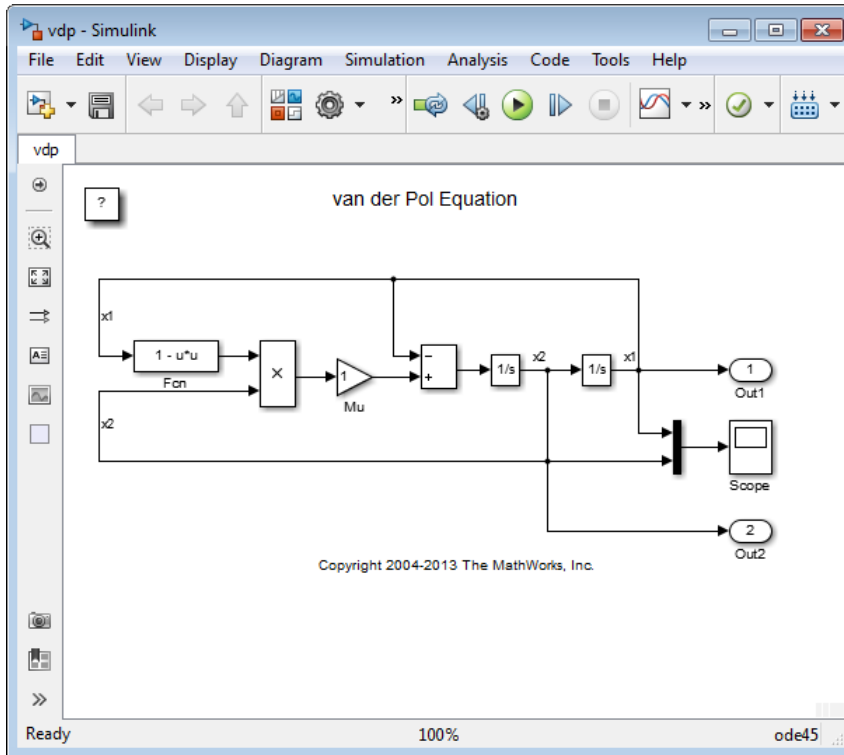 vdp - Simulink
File Edit View Display Diagram Simulation Analysis Code Tools Help
» »
vdp
?
van der Pol Equation
x1
1 - u*u
Fcn
×
1
Mu
−
+
1/s
x2
1/s
x1
1
Out1
x2
Scope
2
Out2
Copyright 2004-2013 The MathWorks, Inc.
A
»
Ready 100% ode45